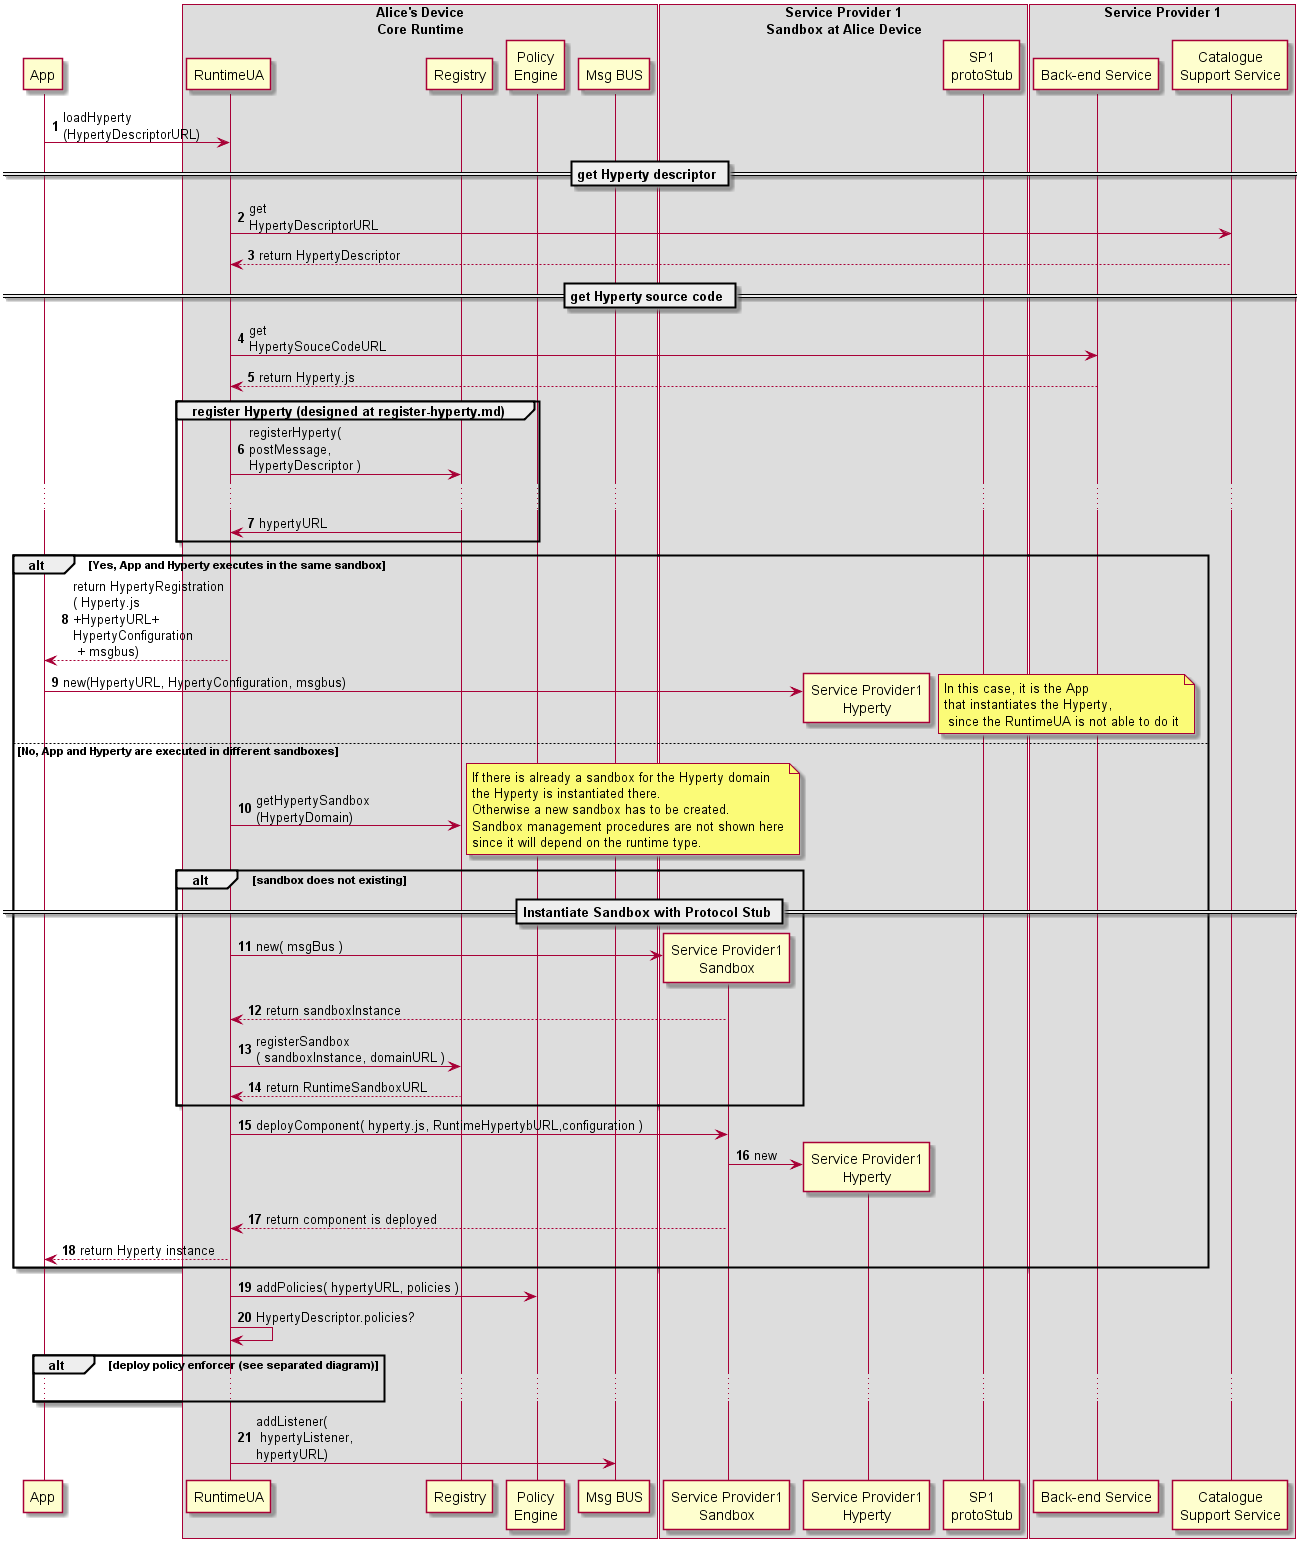 Alice's Device
Core Runtime
Service Provider 1
Sandbox at Alice Device
Service Provider 1
App
RuntimeUA
Registry
Policy
Engine
Msg BUS
SP1
protoStub
Back-end Service
Catalogue
Support Service
1 loadHyperty
(HypertyDescriptorURL)
get Hyperty descriptor
2 get
HypertyDescriptorURL
3 return HypertyDescriptor
get Hyperty source code
4 get
HypertySouceCodeURL
5 return Hyperty.js
register Hyperty (designed at register-hyperty.md)
6 registerHyperty(
postMessage,
HypertyDescriptor )
7 hypertyURL
alt [Yes, App and Hyperty executes in the same sandbox]
8 return HypertyRegistration
( Hyperty.js
+HypertyURL+
HypertyConfiguration
+ msgbus)
9 new(HypertyURL, HypertyConfiguration, msgbus)
Service Provider1
Hyperty
In this case, it is the App
that instantiates the Hyperty,
since the RuntimeUA is not able to do it
[No, App and Hyperty are executed in different sandboxes]
10 getHypertySandbox
(HypertyDomain)
If there is already a sandbox for the Hyperty domain
the Hyperty is instantiated there.
Otherwise a new sandbox has to be created.
Sandbox management procedures are not shown here
since it will depend on the runtime type.
alt [sandbox does not existing]
Instantiate Sandbox with Protocol Stub
11 new( msgBus )
Service Provider1
Sandbox
12 return sandboxInstance
13 registerSandbox
( sandboxInstance, domainURL )
14 return RuntimeSandboxURL
15 deployComponent( hyperty.js, RuntimeHypertybURL,configuration )
16 new
Service Provider1
Hyperty
17 return component is deployed
18 return Hyperty instance
19 addPolicies( hypertyURL, policies )
20 HypertyDescriptor.policies?
alt [deploy policy enforcer (see separated diagram)]
21 addListener(
hypertyListener,
hypertyURL)
App
RuntimeUA
Registry
Policy
Engine
Msg BUS
Service Provider1
Sandbox
Service Provider1
Hyperty
SP1
protoStub
Back-end Service
Catalogue
Support Service